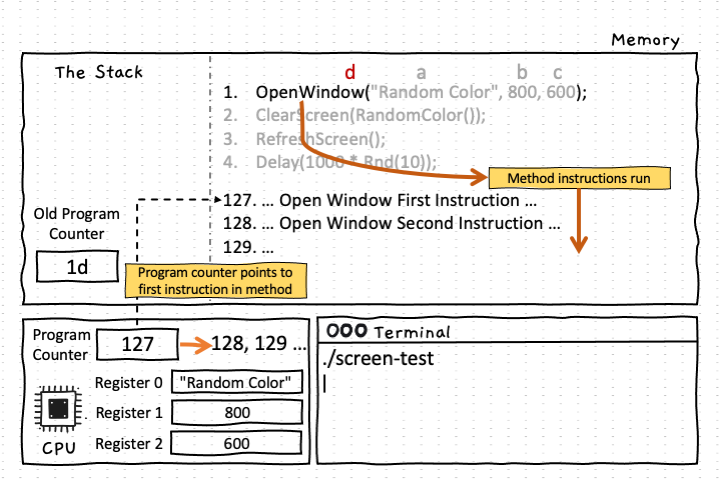 Memory
The Stack
d a b c
1. OpenWindow("Random Color", 800, 600);
2. ClearScreen(RandomColor());
3. RefreshScreen();
4. Delay(1000 * Rnd(10));
Method instructions run
127. ... Open Window First Instruction ...
128. ... Open Window Second Instruction ...
129. ...
Old Program
Counter
1d
Program counter points to
first instruction in method
Program
Counter
127
128, 129 ...
Register 0
"Random Color"
Register 1
800
Register 2
600
CPU
Terminal
./screen-test
|